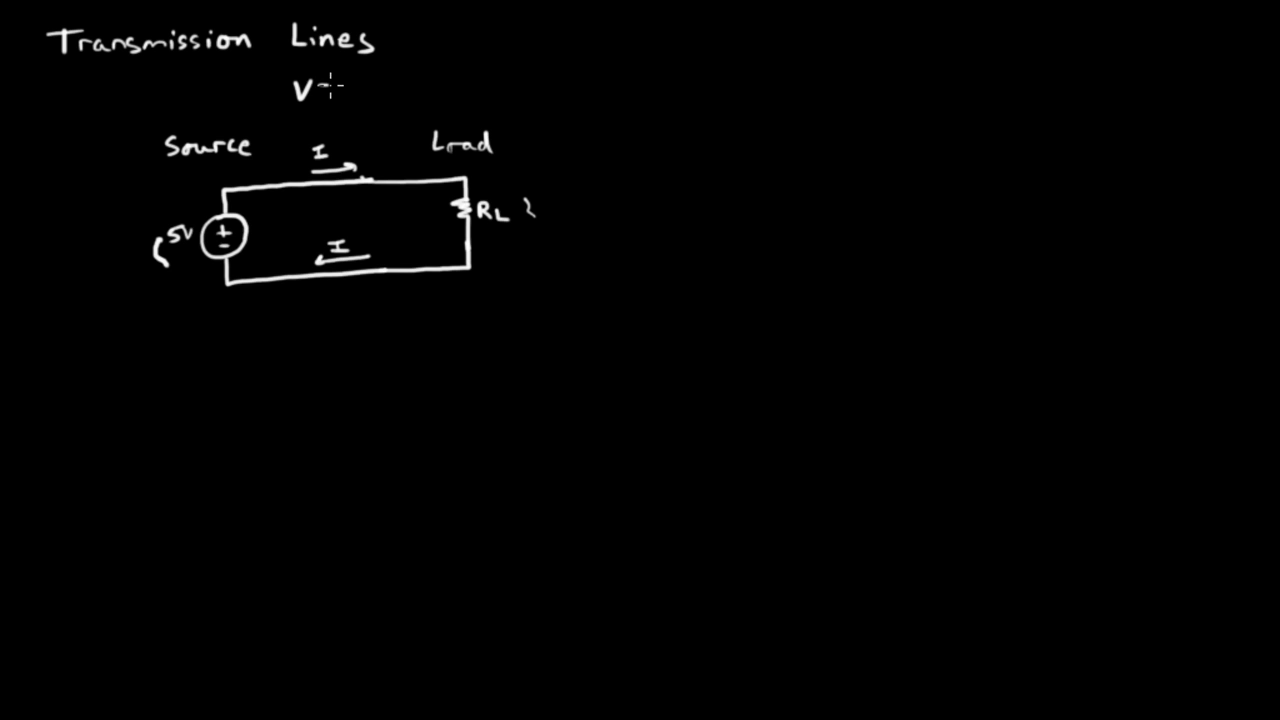 Transmission Lines
V =
Source I Load
5V + - RL
I